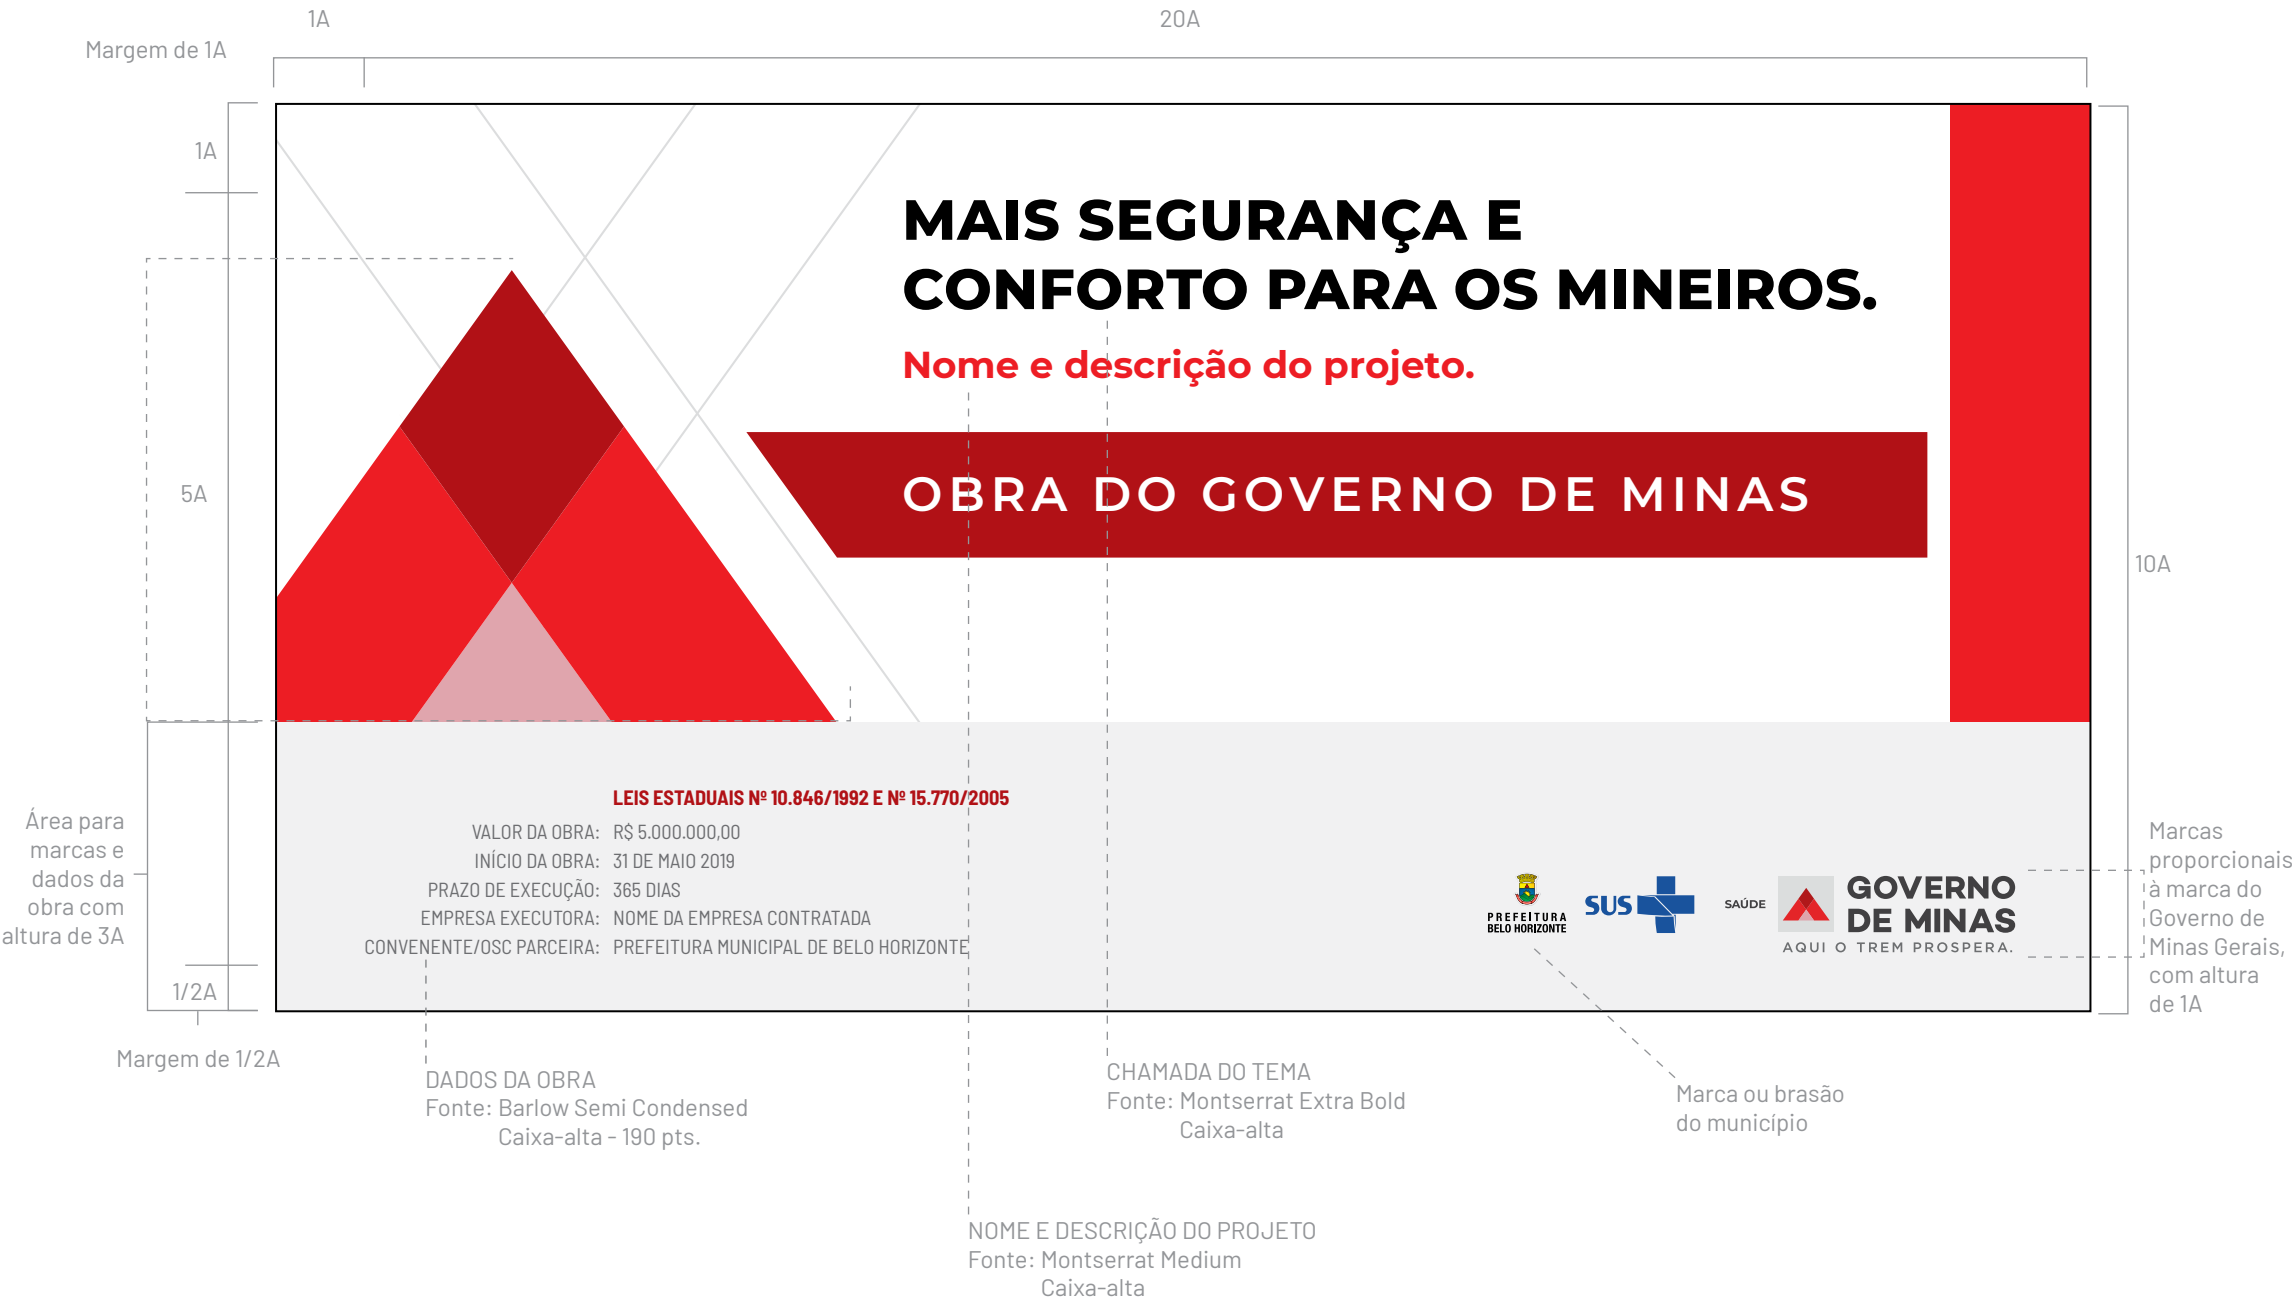 1A
20A
Margem de 1A
1A
MAIS SEGURANÇA E
CONFORTO PARA OS MINEIROS.
Nome e descrição do projeto.
5A
OBRA DO GOVERNO DE MINAS
10A
Área para
marcas e
dados da
obra com
altura de 3A
LEIS ESTADUAIS Nº 10.846/1992 E Nº 15.770/2005
VALOR DA OBRA: R$ 5.000.000,00
INÍCIO DA OBRA: 31 DE MAIO 2019
PRAZO DE EXECUÇÃO: 365 DIAS
EMPRESA EXECUTORA: NOME DA EMPRESA CONTRATADA
CONVENENTE/OSC PARCEIRA: PREFEITURA MUNICIPAL DE BELO HORIZONTE
PREFEITURA
BELO HORIZONTE
SUS
SAÚDE
GOVERNO
DE MINAS
AQUI O TREM PROSPERA.
Marcas
proporcionais
à marca do
Governo de
Minas Gerais,
com altura
de 1A
1/2A
Margem de 1/2A
DADOS DA OBRA
Fonte: Barlow Semi Condensed
Caixa-alta - 190 pts.
CHAMADA DO TEMA
Fonte: Montserrat Extra Bold
Caixa-alta
Marca ou brasão
do município
NOME E DESCRIÇÃO DO PROJETO
Fonte: Montserrat Medium
Caixa-alta